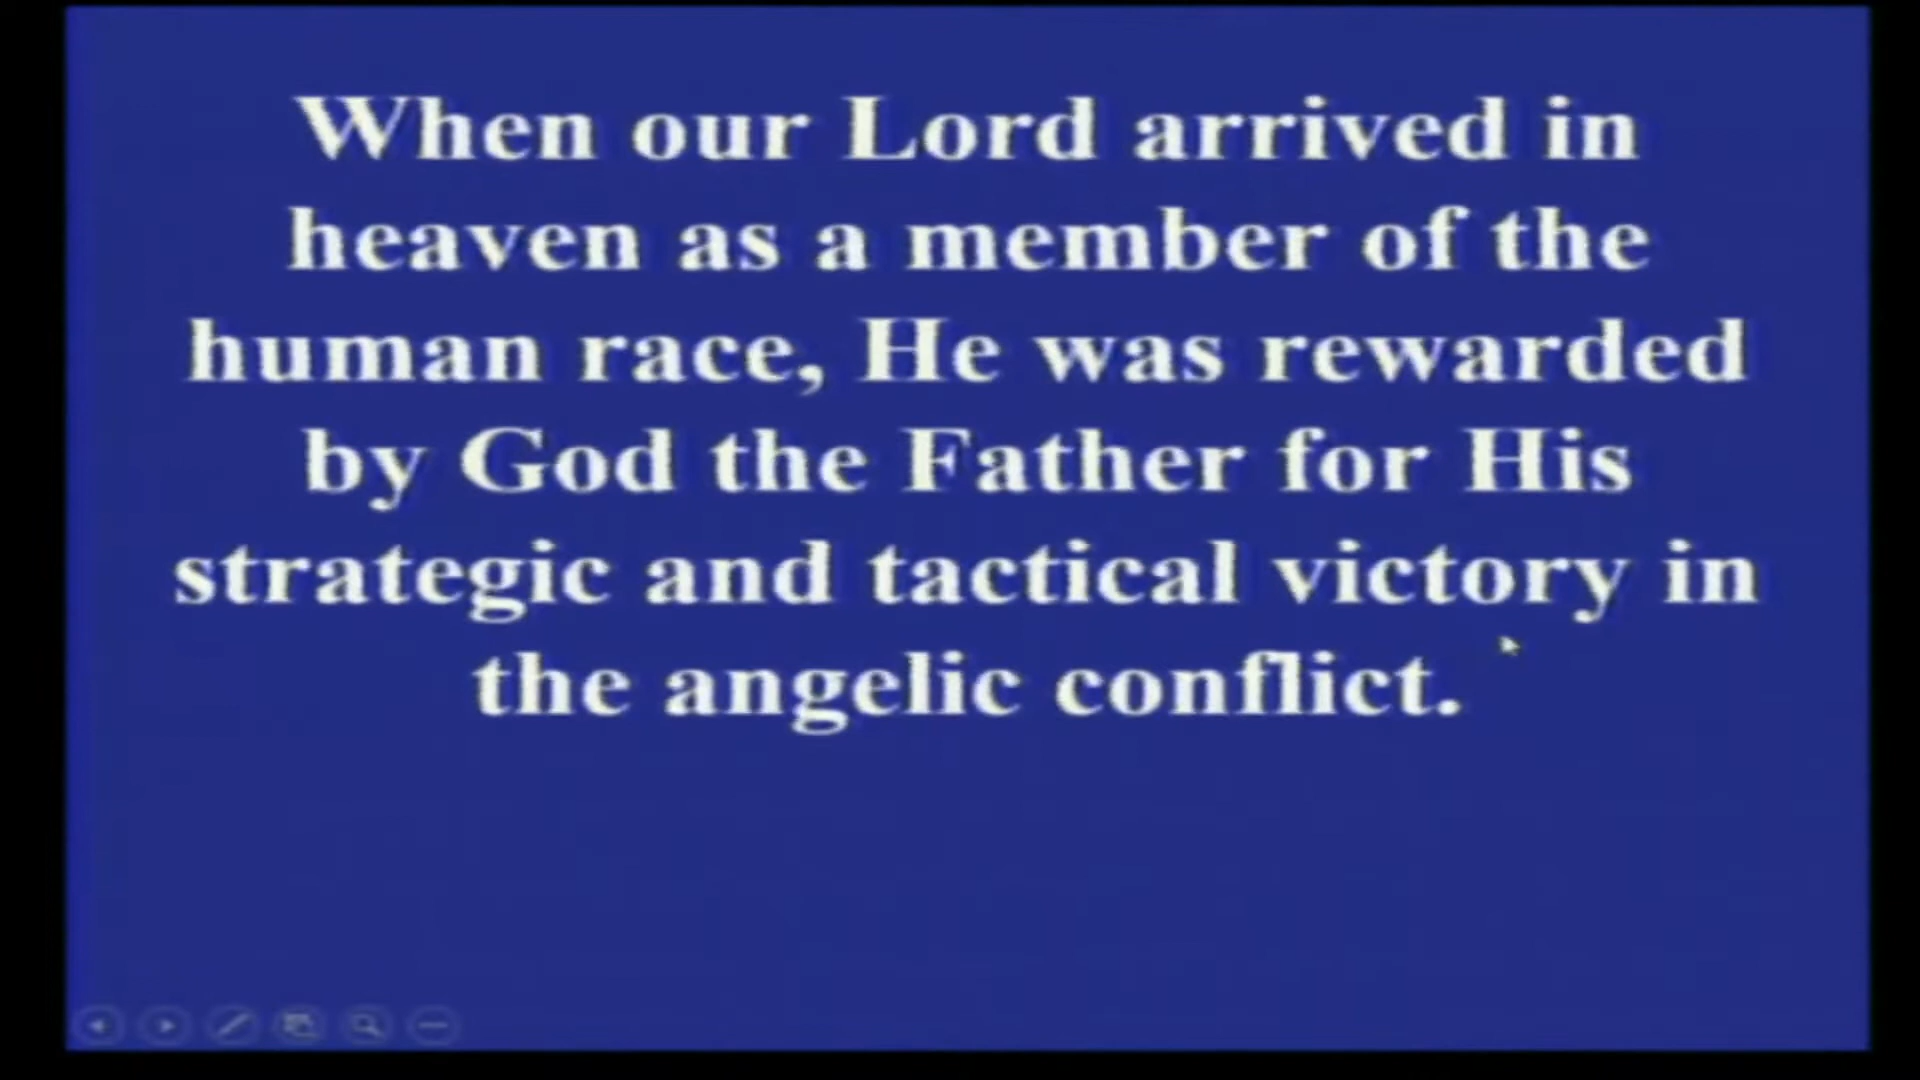 When our Lord arrived in
heaven as a member of the
human race, He was rewarded
by God the Father for His
strategic and tactical victory in
the angelic conflict.